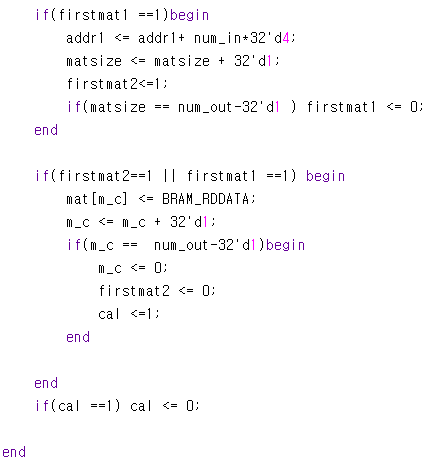 if(firstmat1 ==1)begin
addr1 <= addr1+ num_in*32'd4;
matsize <= matsize + 32'd1;
firstmat2<=1;
if(matsize == num_out-32'd1 ) firstmat1 <= 0;
end
if(firstmat2==1 || firstmat1 ==1) begin
mat[m_c] <= BRAM_RDDATA;
m_c <= m_c + 32'd1;
if(m_c ==  num_out-32'd1)begin
m_c <= 0;
firstmat2 <= 0;
cal <=1;
end
end
if(cal ==1) cal <= 0;
end